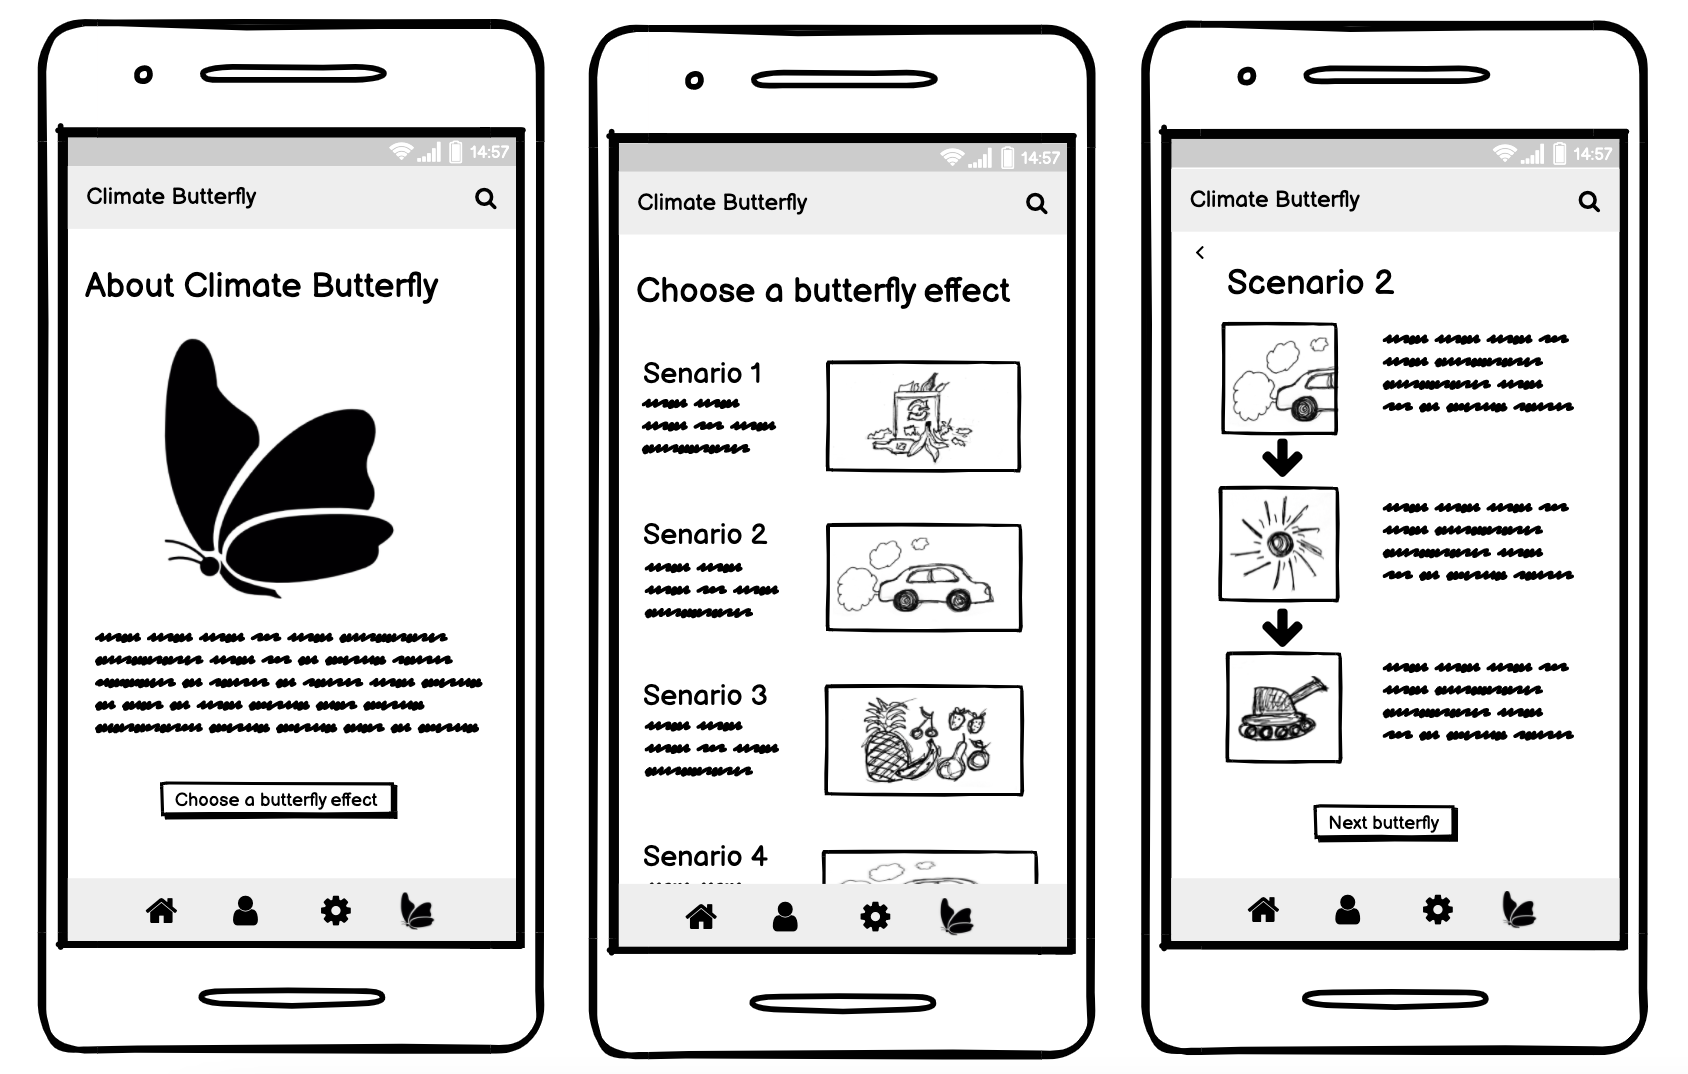 14:57
Climate Butterfly
About Climate Butterfly
Choose a butterfly effect
14:57
Climate Butterfly
Choose a butterfly effect
Senario 1
Senario 2
Senario 3
Senario 4
14:57
Climate Butterfly
<
Scenario 2
Next butterfly